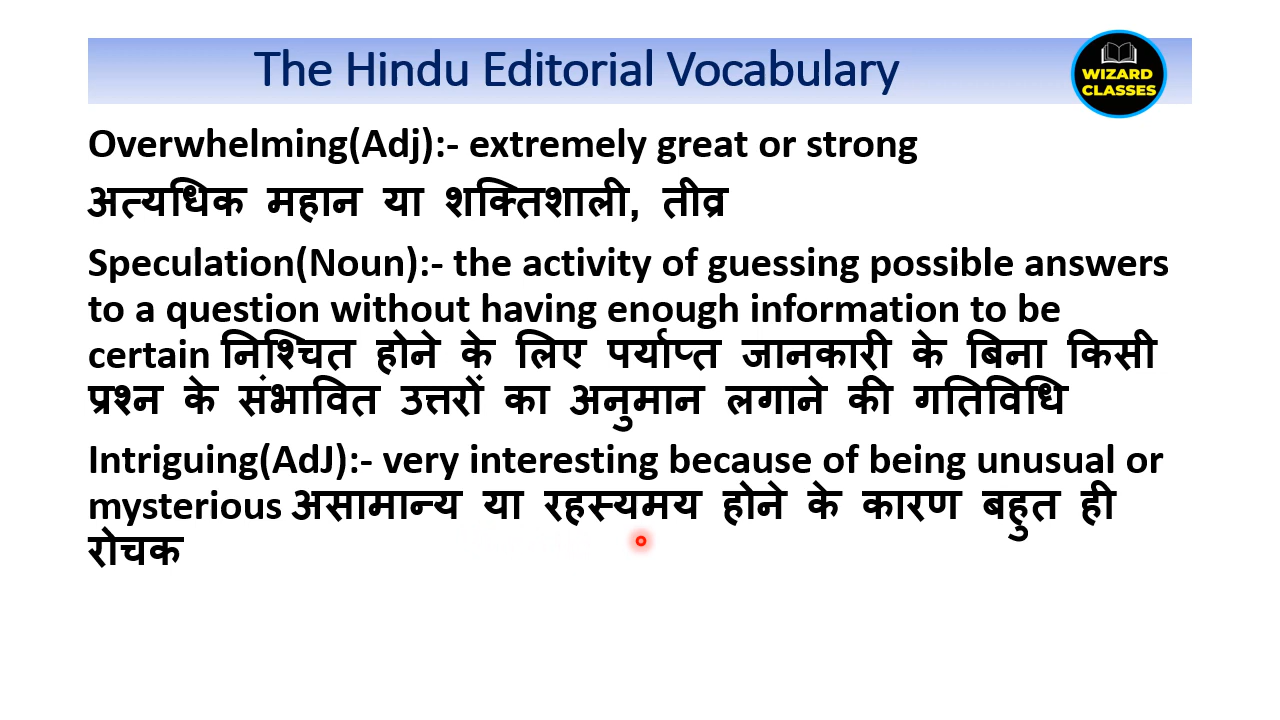 The Hindu Editorial Vocabulary
WIZARD
CLASSES
Overwhelming(Adj):- extremely great or strong
अत्यधिक महान या शक्तिशाली, तीव्र
Speculation(Noun):- the activity of guessing possible answers
to a question without having enough information to be
certain निश्चित होने के लिए पर्याप्त जानकारी के बिना किसी
प्रश्न के संभावित उत्तरों का अनुमान लगाने की गतिविधि
Intriguing(AdJ):- very interesting because of being unusual or
mysterious असामान्य या रहस्यमय होने के कारण बहुत ही
रोचक